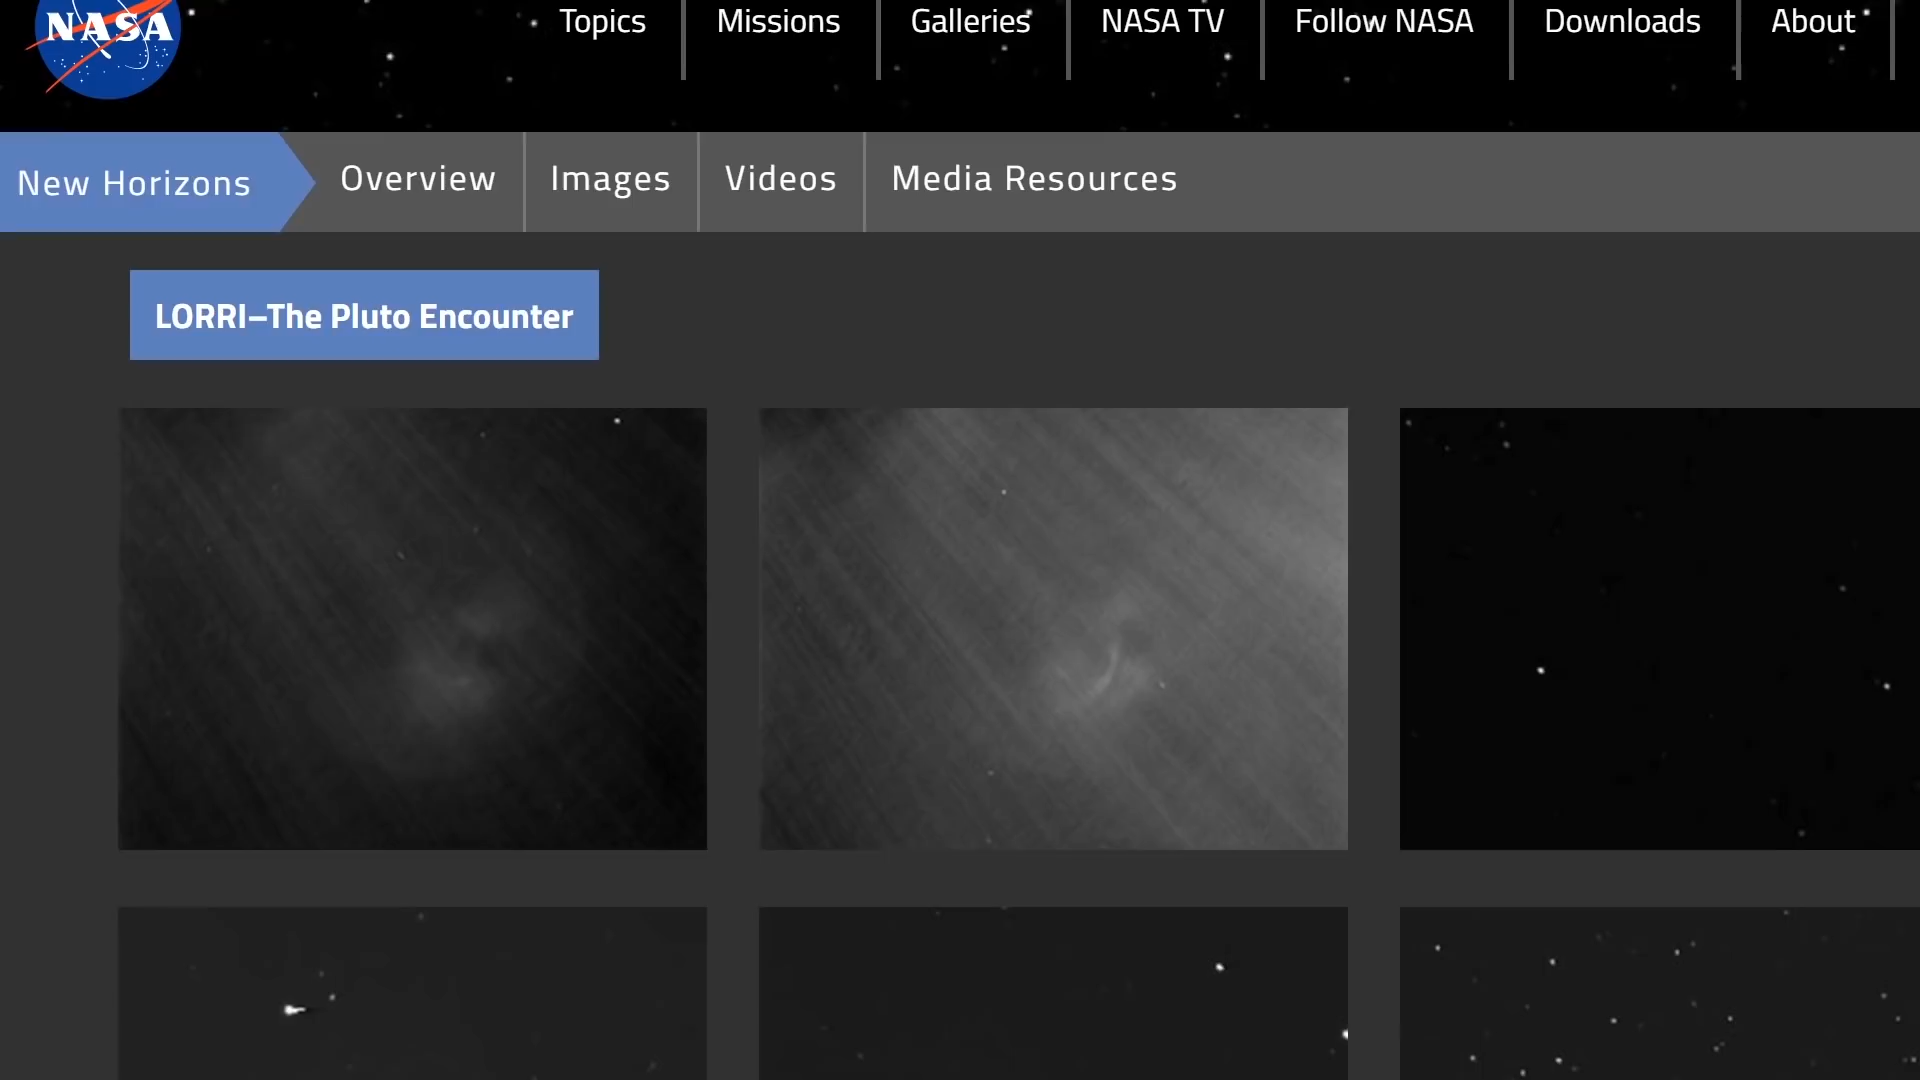 NASA
Topics
Missions
Galleries
NASA TV
Follow NASA
Downloads
About
New Horizons
Overview
Images
Videos
Media Resources
LORRI–The Pluto Encounter